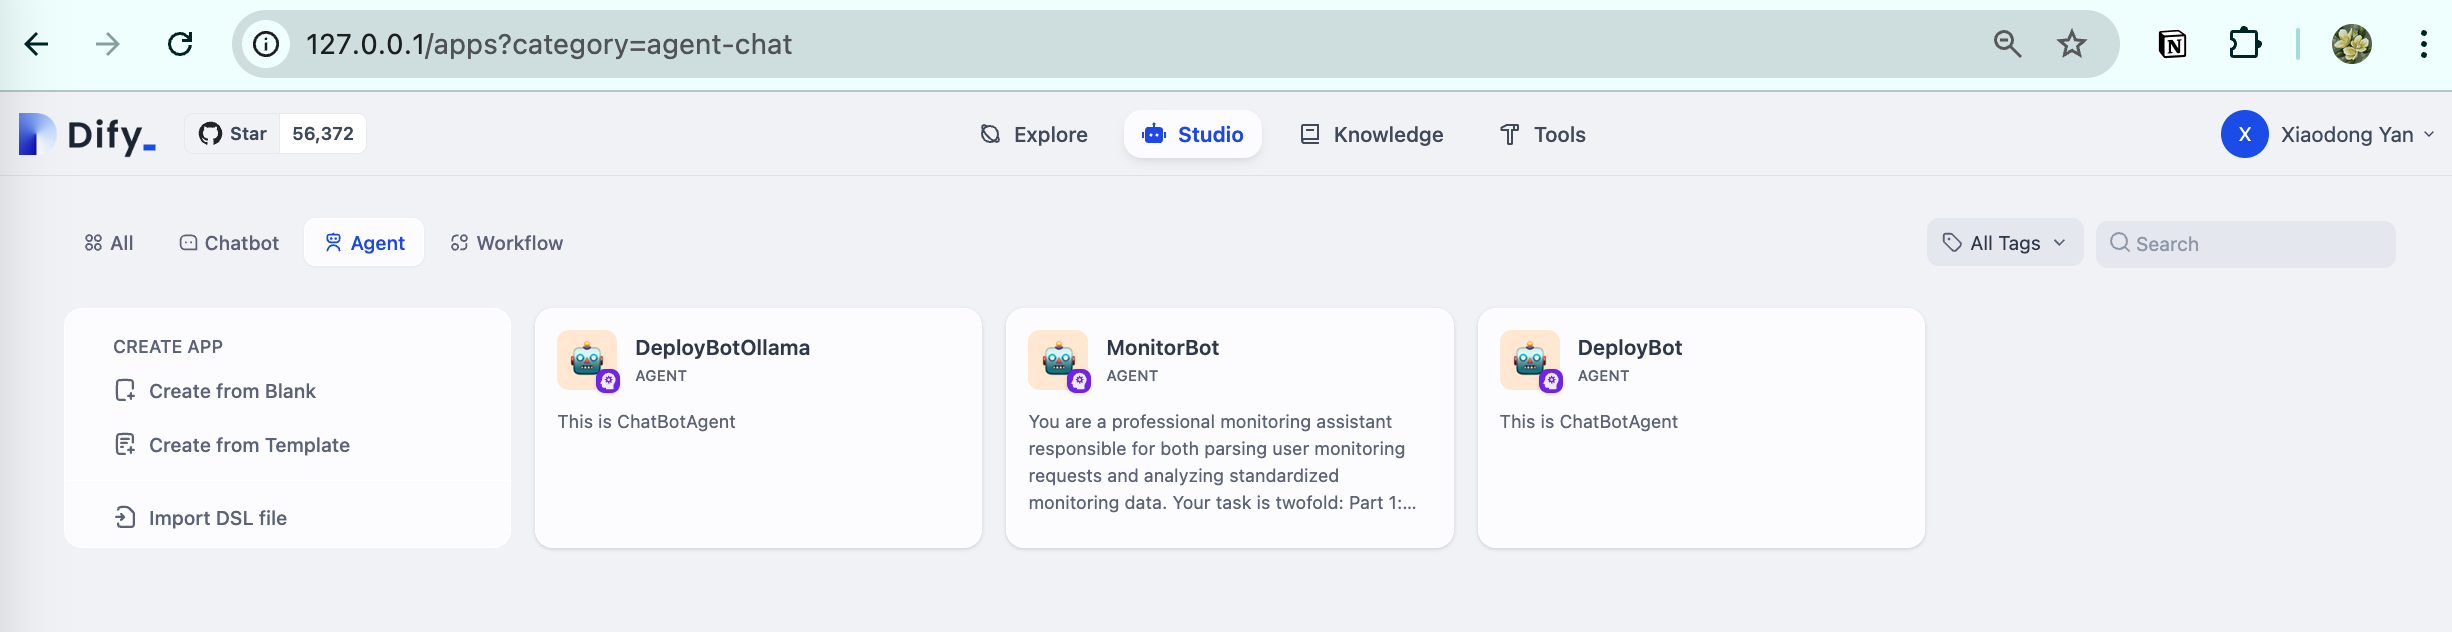 127.0.0.1/apps?category=agent-chat
Dify_
Star 56,372
Explore
Studio
Knowledge
Tools
X Xiaodong Yan
All
Chatbot
Agent
Workflow
All Tags
Search
CREATE APP
Create from Blank
Create from Template
Import DSL file
DeployBotOllama
AGENT
This is ChatBotAgent
MonitorBot
AGENT
You are a professional monitoring assistant
responsible for both parsing user monitoring
requests and analyzing standardized
monitoring data. Your task is twofold: Part 1:...
DeployBot
AGENT
This is ChatBotAgent